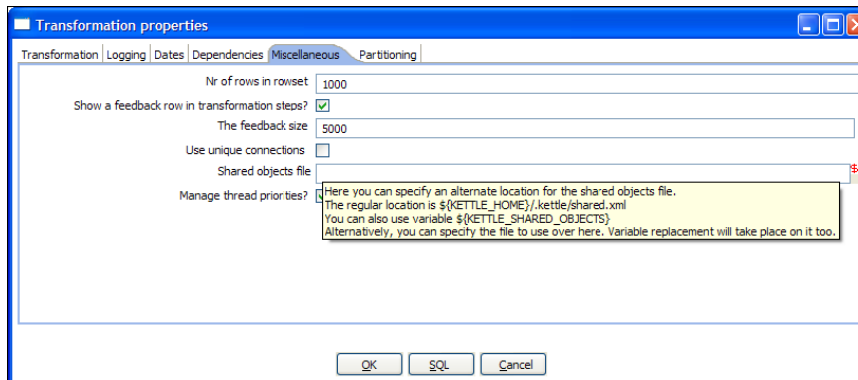 Transformation properties
Transformation Logging Dates Dependencies Miscellaneous Partitioning
Nr of rows in rowset 1000
Show a feedback row in transformation steps?
The feedback size 5000
Use unique connections
Shared objects file $
Manage thread priorties?
Here you can specify an alternate location for the shared objects file.
The regular location is ${KETTLE_HOME}/.kettle/shared.xml
You can also use variable ${KETTLE_SHARED_OBJECTS}
Alternatively, you can specify the file to use over here. Variable replacement will take place on it too.
OK SQL Cancel